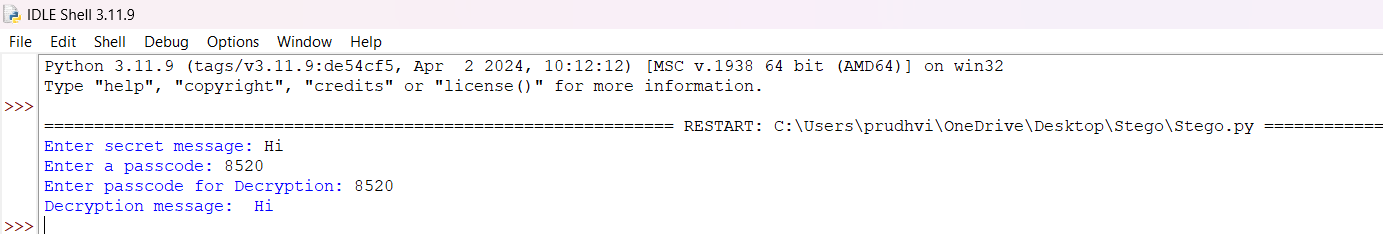 IDLE Shell 3.11.9
File Edit Shell Debug Options Window Help
Python 3.11.9 (tags/v3.11.9:de54cf5, Apr  2 2024, 10:12:12) [MSC v.1938 64 bit (AMD64)] on win32
Type "help", "copyright", "credits" or "license()" for more information.
>>>
=============================================================== RESTART: C:\Users\prudhvi\OneDrive\Desktop\Stego\Stego.py ============
Enter secret message: Hi
Enter a passcode: 8520
Enter passcode for Decryption: 8520
Decryption message:  Hi
>>>